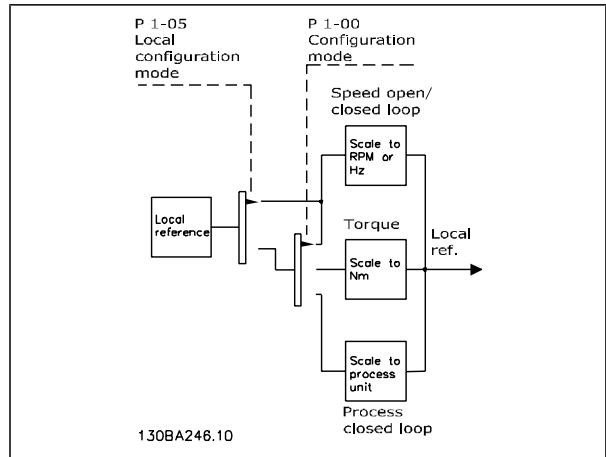 P 1-05
Local
configuration
mode
P 1-00
Configuration
mode
Speed open/
closed loop
Scale to
RPM or
Hz
Local
reference
Torque
Scale to
Nm
Local
ref.
Scale to
process
unit
Process
closed loop
130BA246.10